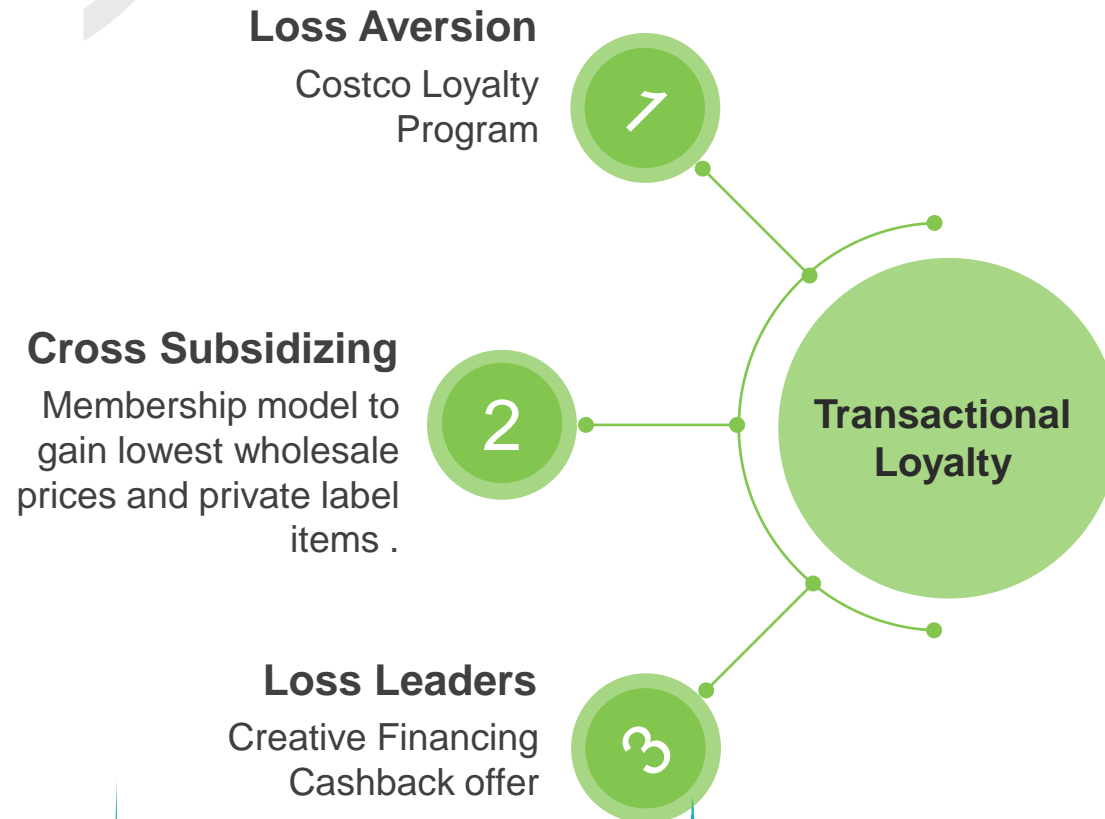 Loss Aversion
Costco Loyalty
Program
1
Cross Subsidizing
Membership model to
gain lowest wholesale
prices and private label
items .
2
Transactional
Loyalty
Loss Leaders
Creative Financing
Cashback offer
3